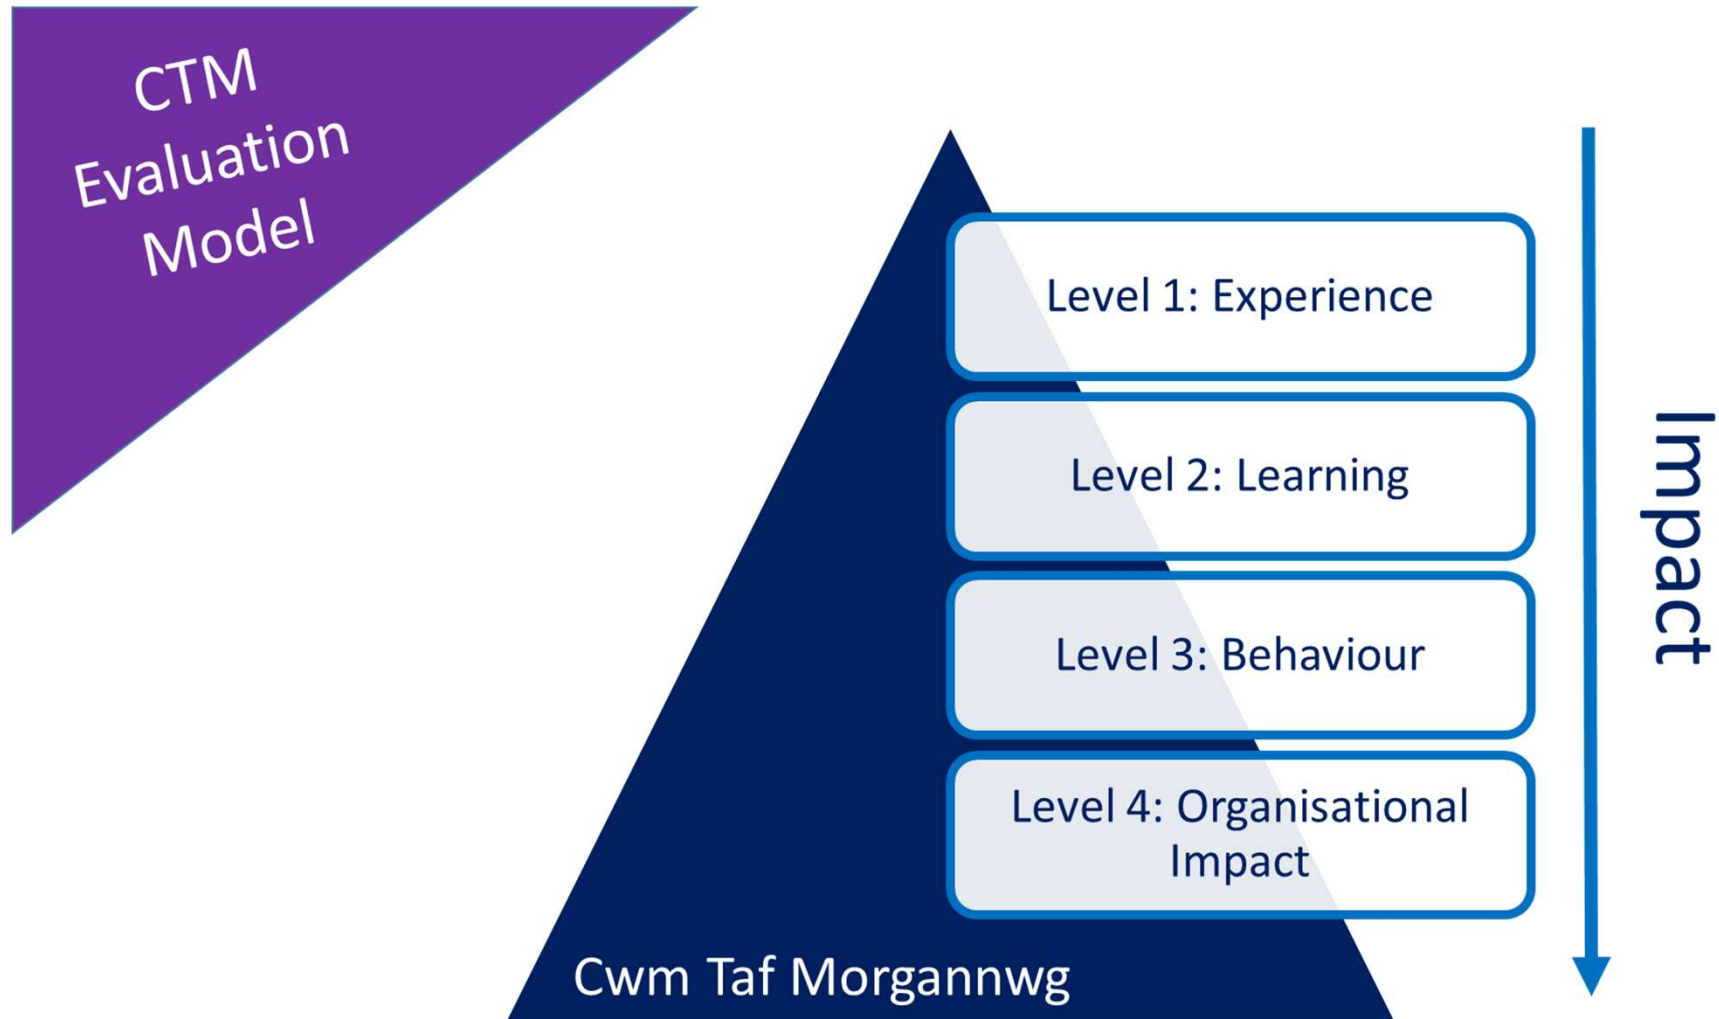 CTM
Evaluation
Model
Level 1: Experience
Level 2: Learning
Level 3: Behaviour
Level 4: Organisational
Impact
Cwm Taf Morgannwg
Impact